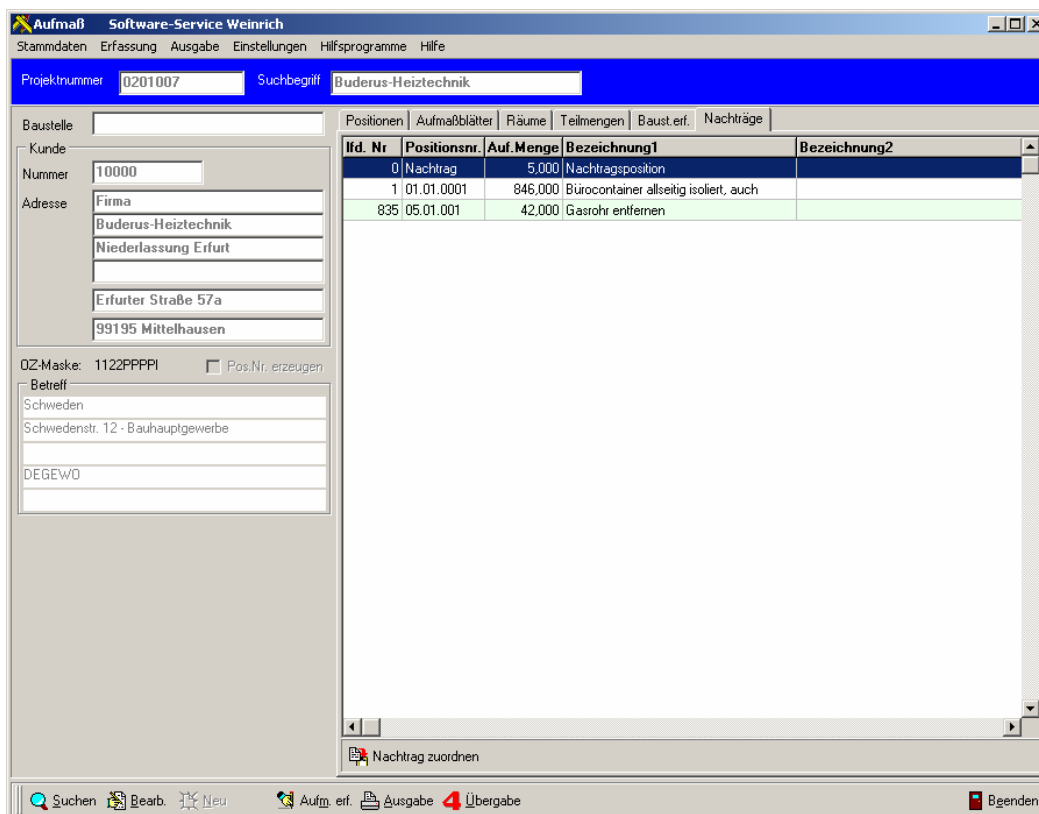 Aufmaß Software-Service Weinrich
Stammdaten Erfassung Ausgabe Einstellungen Hilfsprogramme Hilfe
Projektnummer 0201007 Suchbegriff Buderus-Heiztechnik
Baustelle
Kunde
Nummer 10000
Adresse Firma
Buderus-Heiztechnik
Niederlassung Erfurt
Erfurter Straße 57a
99195 Mittelhausen
OZ-Maske: 1122PPPPI Pos.Nr. erzeugen
Betreff
Schweden
Schwedenstr. 12 - Bauhauptgewerbe
DEGEWO
Positionen Aufmaßblätter Räume Teilmengen Baust.erf. Nachträge
lfd. Nr Positionsnr. Auf.Menge Bezeichnung1 Bezeichnung2
0 Nachtrag 5,000 Nachtragsposition
1 01.01.0001 846,000 Bürocontainer allseitig isoliert, auch
835 05.01.001 42,000 Gasrohr entfernen
Nachtrag zuordnen
Suchen Bearb. Neu Aufm. erf. Ausgabe 4 Übergabe Beenden